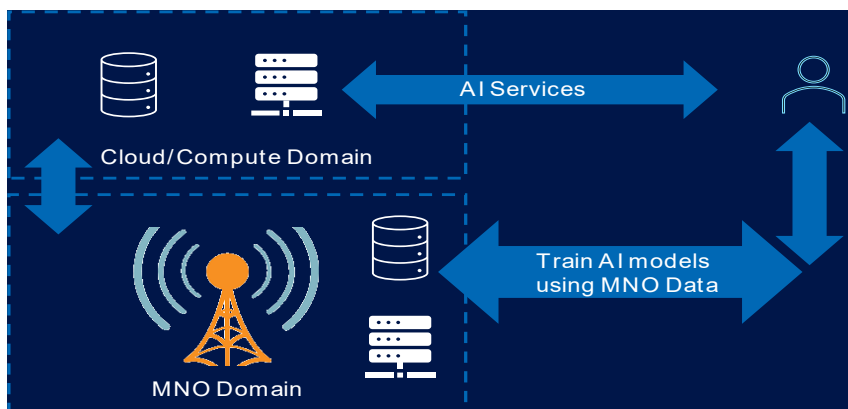 AI Services
Cloud/Compute Domain
Train AI models
using MNO Data
MNO Domain